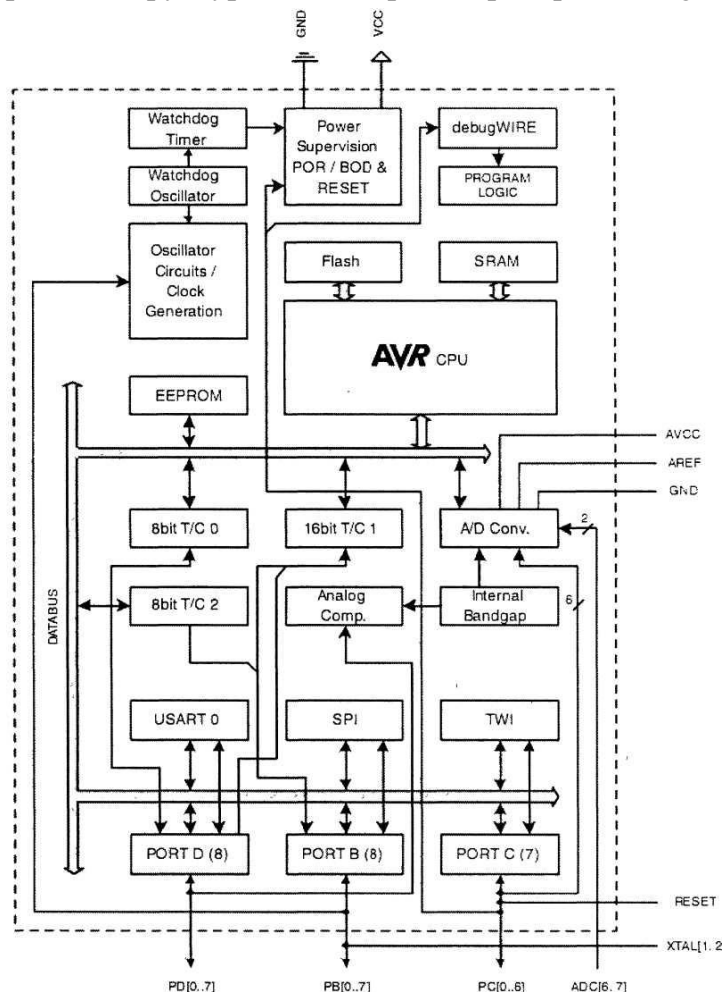 GND
VCC
Watchdog
Timer
Power
Supervision
POR / BOD &
RESET
debugWIRE
PROGRAM
LOGIC
Watchdog
Oscillator
Oscillator
Circuits /
Clock
Generation
Flash
SRAM
AVR CPU
EEPROM
AVCC
AREF
GND
8bit T/C 0
16bit T/C 1
A/D Conv.
2
DATABUS
8bit T/C 2
Analog
Comp.
Internal
Bandgap
6
USART 0
SPI
TWI
PORT D (8)
PORT B (8)
PORT C (7)
RESET
XTAL[1..2
PD[0..7]
PB[0..7]
PC[0..6]
ADC[6..7]